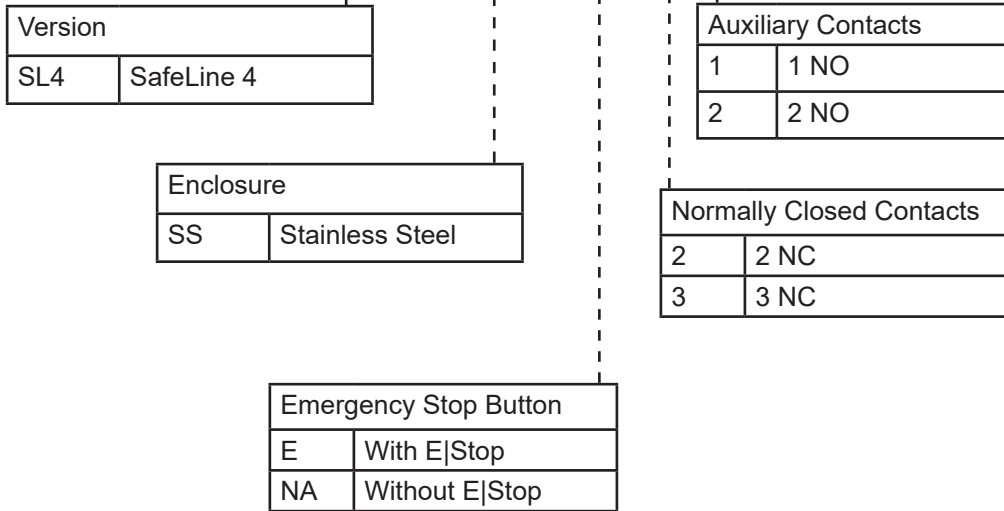 Version
SL4 SafeLine 4
Auxiliary Contacts
1 1 NO
2 2 NO
Enclosure
SS Stainless Steel
Normally Closed Contacts
2 2 NC
3 3 NC
Emergency Stop Button
E With E|Stop
NA Without E|Stop